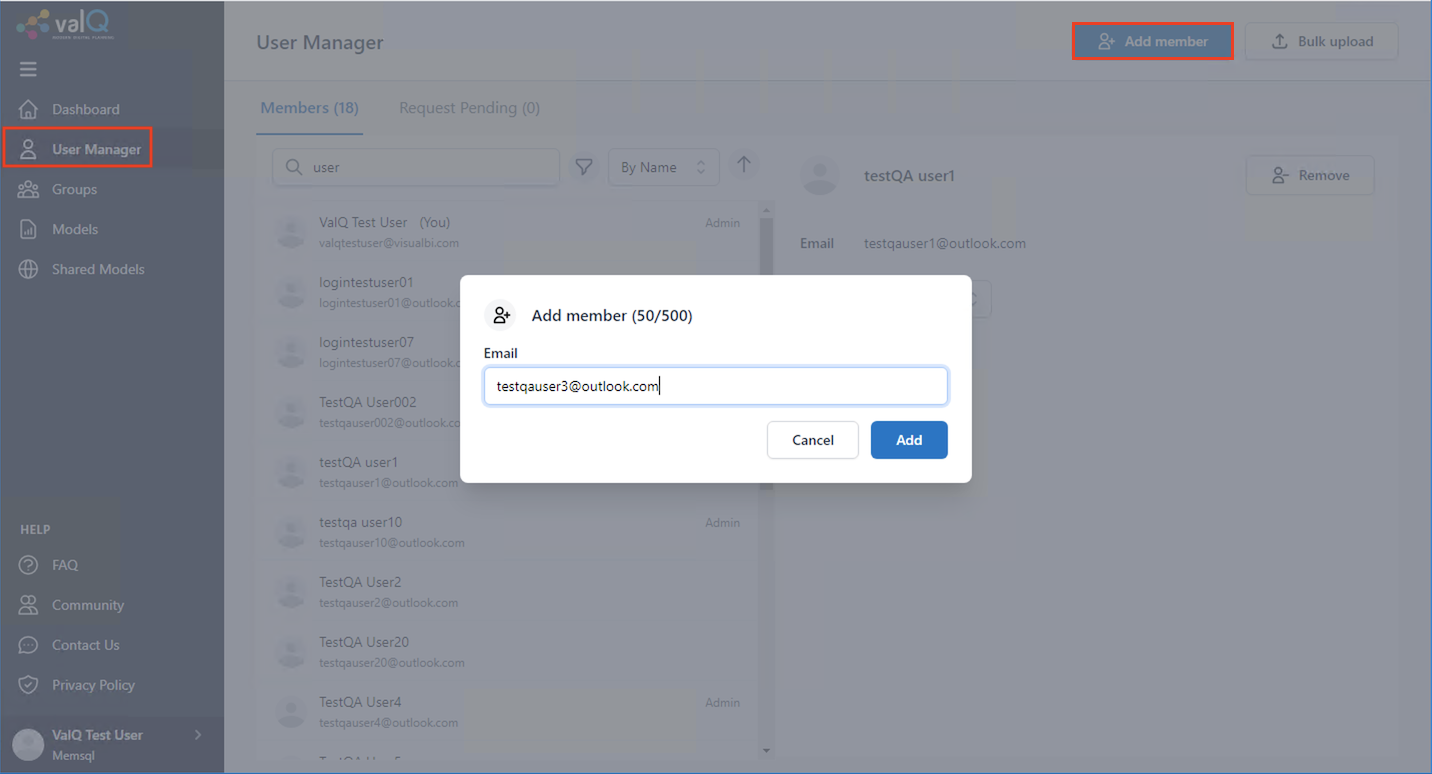 valQ
User Manager
Add member
Bulk upload
Dashboard
User Manager
Groups
Models
Shared Models
HELP
FAQ
Community
Contact Us
Privacy Policy
ValQ Test User
Memsql
Members (18)
Request Pending (0)
user
By Name
ValQ Test User (You)
Admin
valqtestuser@visualbi.com
logintestuser01
logintestuser01@outlook.c
logintestuser07
logintestuser07@outlook.c
TestQA User002
testqauser002@outlook.co
testQA user1
testqauser1@outlook.com
testqa user10
Admin
testqauser10@outlook.com
TestQA User2
testqauser2@outlook.com
TestQA User20
testqauser20@outlook.com
TestQA User4
Admin
testqauser4@outlook.com
testQA user1
Remove
Email
testqauser1@outlook.com
Add member (50/500)
Email
testqauser3@outlook.com
Cancel
Add